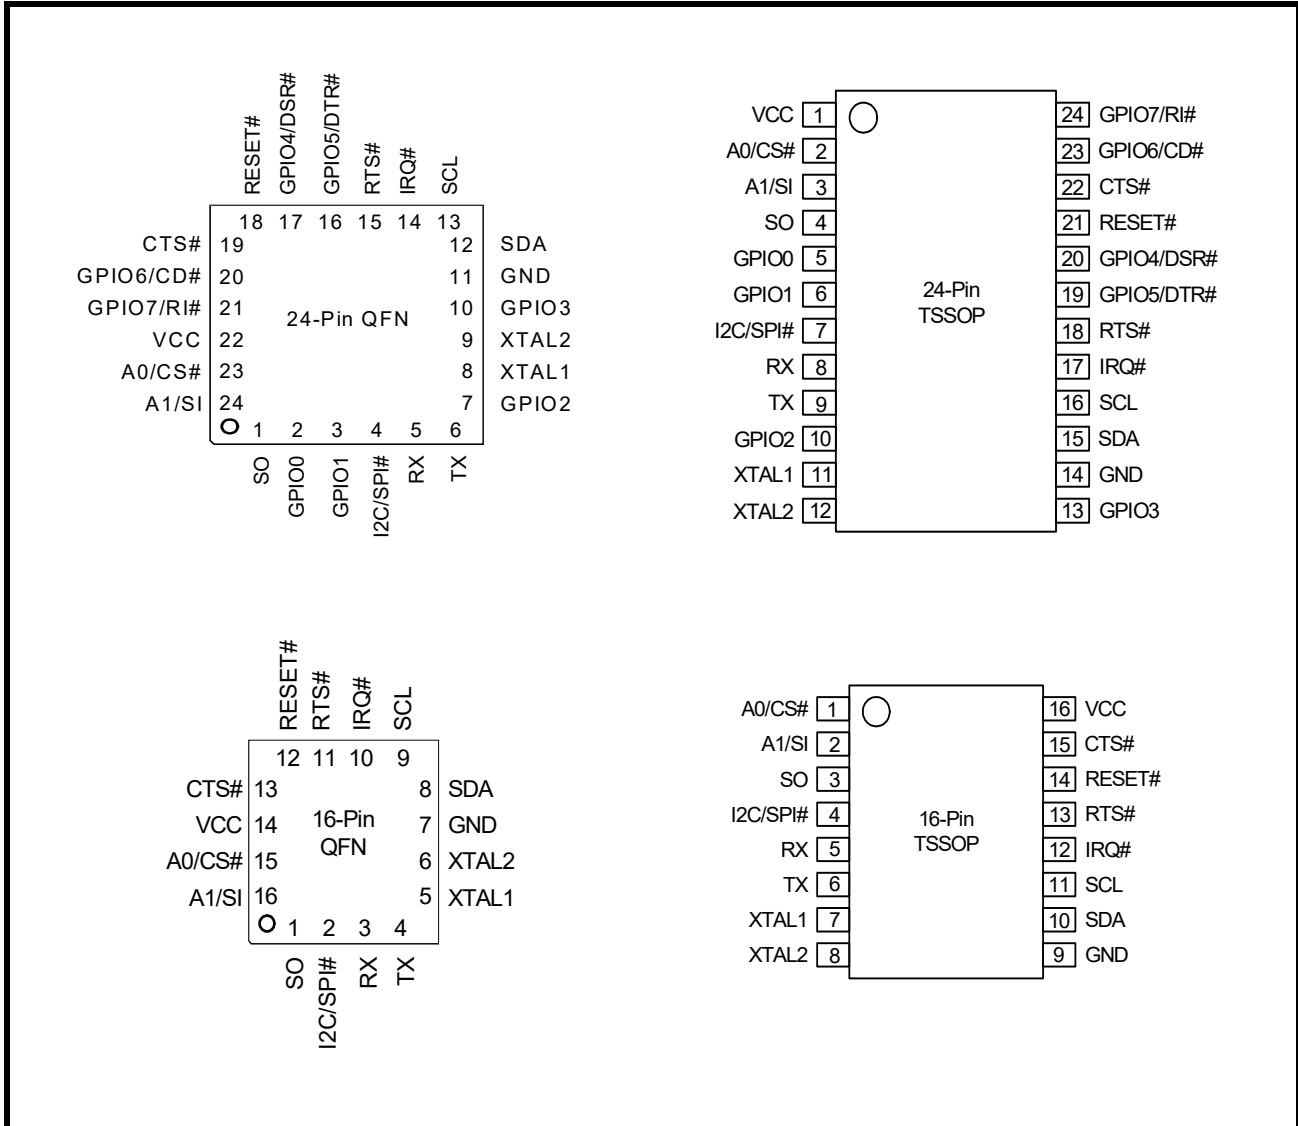 RESET# GPIO4/DSR# GPIO5/DTR# RTS# IRQ# SCL
18 17 16 15 14 13
CTS# 19 12 SDA
GPIO6/CD# 20 11 GND
GPIO7/RI# 21 10 GPIO3
24-Pin QFN
VCC 22 9 XTAL2
A0/CS# 23 8 XTAL1
A1/SI 24 7 GPIO2
1 2 3 4 5 6
SO GPIO0 GPIO1 I2C/SPI# RX TX
VCC 1 24 GPIO7/RI#
A0/CS# 2 23 GPIO6/CD#
A1/SI 3 22 CTS#
SO 4 21 RESET#
GPIO0 5 20 GPIO4/DSR#
GPIO1 6 19 GPIO5/DTR#
24-Pin
TSSOP
I2C/SPI# 7 18 RTS#
RX 8 17 IRQ#
TX 9 16 SCL
GPIO2 10 15 SDA
XTAL1 11 14 GND
XTAL2 12 13 GPIO3
RESET# RTS# IRQ# SCL
12 11 10 9
CTS# 13 8 SDA
VCC 14 7 GND
16-Pin
QFN
A0/CS# 15 6 XTAL2
A1/SI 16 5 XTAL1
1 2 3 4
SO I2C/SPI# RX TX
A0/CS# 1 16 VCC
A1/SI 2 15 CTS#
SO 3 14 RESET#
I2C/SPI# 4 13 RTS#
16-Pin
TSSOP
RX 5 12 IRQ#
TX 6 11 SCL
XTAL1 7 10 SDA
XTAL2 8 9 GND